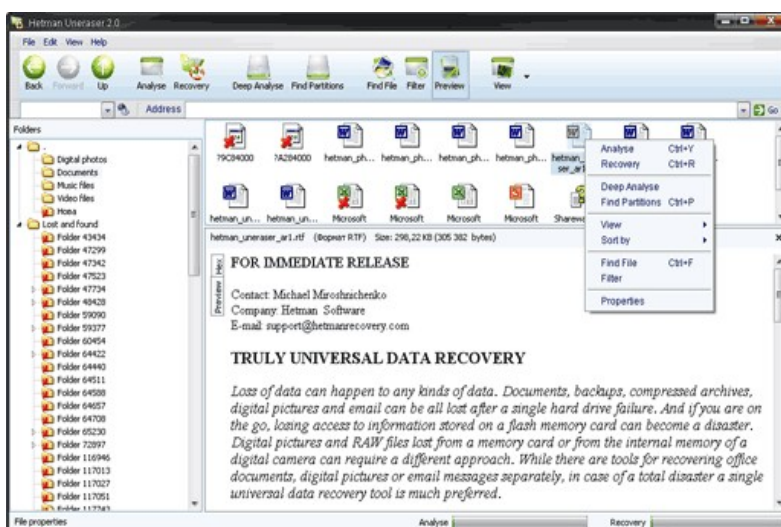 Hetman Uneraser 2.0
File Edit View Help
Back Forward Up Analyse Recovery Deep Analyse Find Partitions Find File Filter Preview View
Address Go
Folders
.
Digital photos
Documents
Music files
Video files
Нова
Lost and found
Folder 43434
Folder 47299
Folder 47342
Folder 47523
Folder 47734
Folder 48428
Folder 59090
Folder 59377
Folder 60454
Folder 64422
Folder 64440
Folder 64511
Folder 64588
Folder 64657
Folder 64708
Folder 65230
Folder 72897
Folder 116946
Folder 117013
Folder 117027
Folder 117051
Folder 117743
?9C84000 ?A284000 hetman_ph... hetman_ph... hetman_ph... hetman_ph... hetman_
ser_ar1
hetman_un... hetman_un... Microsoft Microsoft Microsoft Microsoft Sharewa
Analyse Ctrl+Y
Recovery Ctrl+R
Deep Analyse
Find Partitions Ctrl+P
View
Sort by
Find File Ctrl+F
Filter
Properties
hetman_uneraser_ar1.rtf (Формат RTF) Size: 298,22 KB (305 382 bytes)
Hex
Preview
FOR IMMEDIATE RELEASE
Contact: Michael Miroshnichenko
Company: Hetman Software
E-mail: support@hetmanrecovery.com
TRULY UNIVERSAL DATA RECOVERY
Loss of data can happen to any kinds of data. Documents, backups, compressed archives,
digital pictures and email can be all lost after a single hard drive failure. And if you are on
the go, losing access to information stored on a flash memory card can become a disaster.
Digital pictures and RAW files lost from a memory card or from the internal memory of a
digital camera can require a different approach. While there are tools for recovering office
documents, digital pictures or email messages separately, in case of a total disaster a single
universal data recovery tool is much preferred.
File properties Analyse Recovery